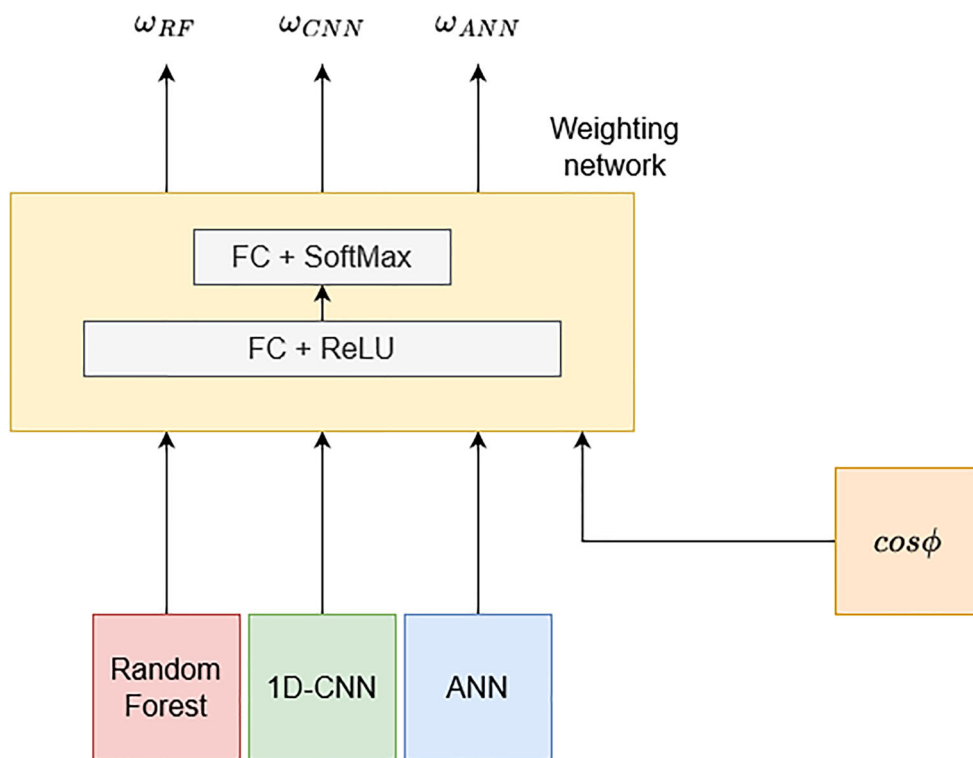 ω_RF ω_CNN ω_ANN
Weighting
network
FC + SoftMax
FC + ReLU
cosϕ
Random
Forest
1D-CNN
ANN